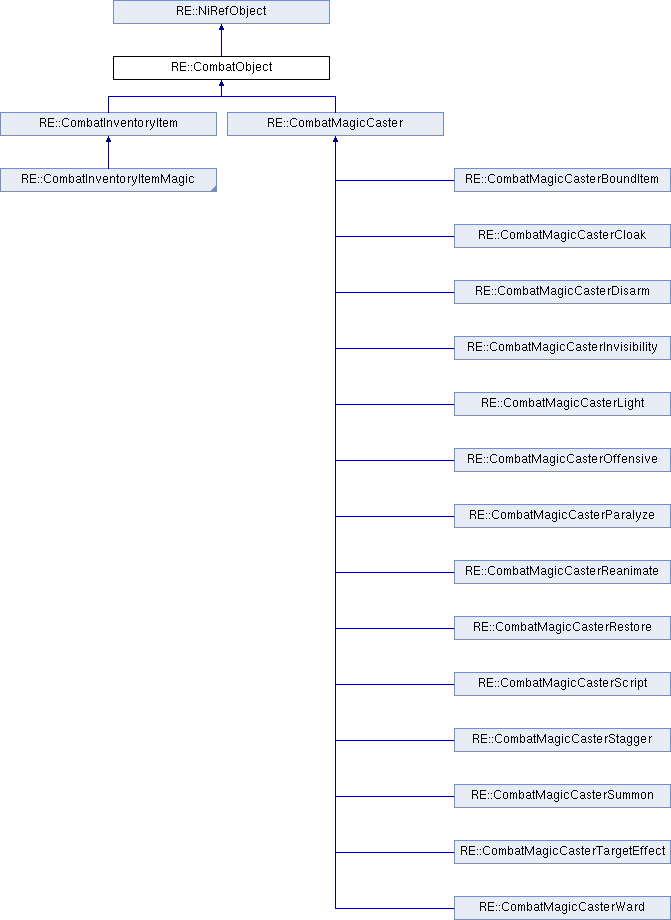 RE::NiRefObject
RE::CombatObject
RE::CombatInventoryItem
RE::CombatMagicCaster
RE::CombatInventoryItemMagic
RE::CombatMagicCasterBoundItem
RE::CombatMagicCasterCloak
RE::CombatMagicCasterDisarm
RE::CombatMagicCasterInvisibility
RE::CombatMagicCasterLight
RE::CombatMagicCasterOffensive
RE::CombatMagicCasterParalyze
RE::CombatMagicCasterReanimate
RE::CombatMagicCasterRestore
RE::CombatMagicCasterScript
RE::CombatMagicCasterStagger
RE::CombatMagicCasterSummon
RE::CombatMagicCasterTargetEffect
RE::CombatMagicCasterWard